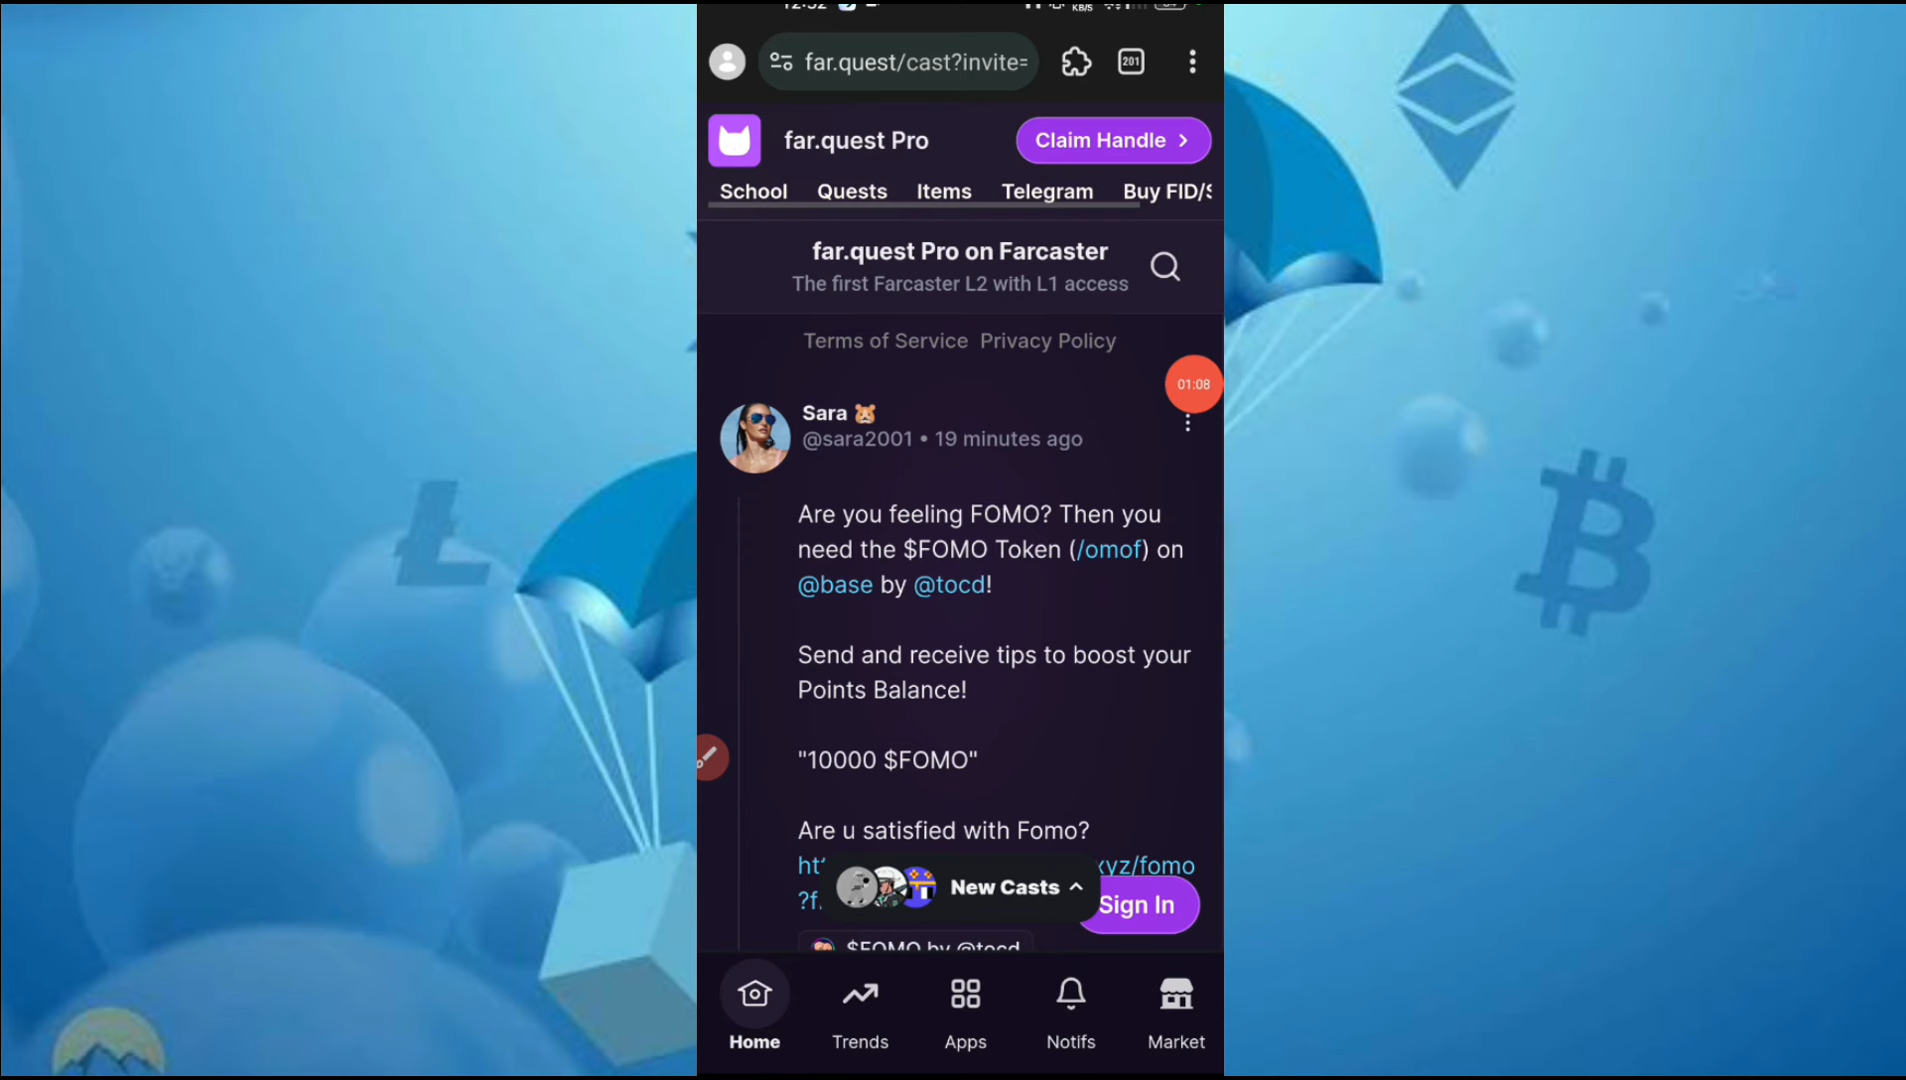 KB/S
far.quest/cast?invite=
201
far.quest Pro
Claim Handle
School Quests Items Telegram Buy FID/S
far.quest Pro on Farcaster
The first Farcaster L2 with L1 access
Terms of Service Privacy Policy
01:08
Sara
@sara2001 • 19 minutes ago
Are you feeling FOMO? Then you
need the $FOMO Token (/omof) on
@base by @tocd!
Send and receive tips to boost your
Points Balance!
"10000 $FOMO"
Are u satisfied with Fomo?
xyz/fomo
New Casts
Sign In
$FOMO by @tocd
Home Trends Apps Notifs Market